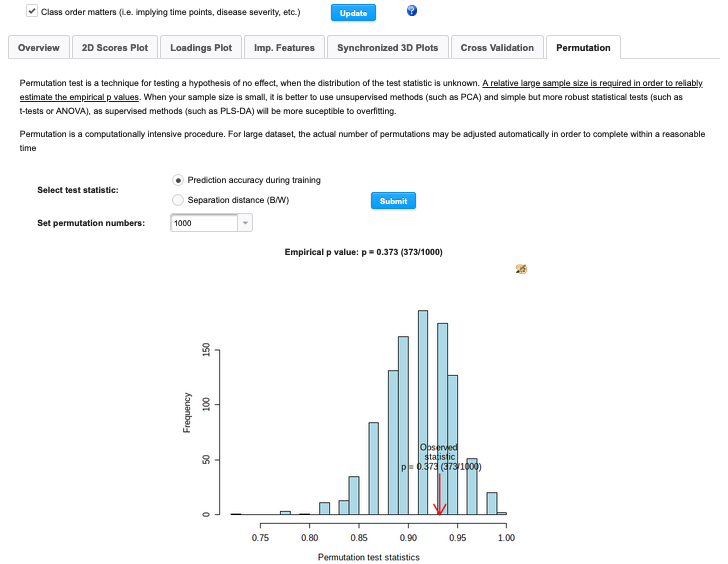 Class order matters (i.e. implying time points, disease severity, etc.) Update ?
Overview 2D Scores Plot Loadings Plot Imp. Features Synchronized 3D Plots Cross Validation Permutation
Permutation test is a technique for testing a hypothesis of no effect, when the distribution of the test statistic is unknown. A relative large sample size is required in order to reliably
estimate the empirical p values. When your sample size is small, it is better to use unsupervised methods (such as PCA) and simple but more robust statistical tests (such as
t-tests or ANOVA), as supervised methods (such as PLS-DA) will be more suceptible to overfitting.
Permutation is a computationally intensive procedure. For large dataset, the actual number of permutations may be adjusted automatically in order to complete within a reasonable
time
Select test statistic:
Prediction accuracy during training
Separation distance (B/W)
Submit
Set permutation numbers: 1000
Empirical p value: p = 0.373 (373/1000)
Frequency
150
100
50
0
Observed
statistic
p = 0.373 (373/1000)
0.75 0.80 0.85 0.90 0.95 1.00
Permutation test statistics